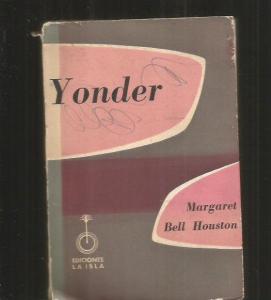 Yonder
Margaret
Bell Houston
EDICIONES
LA ISLA